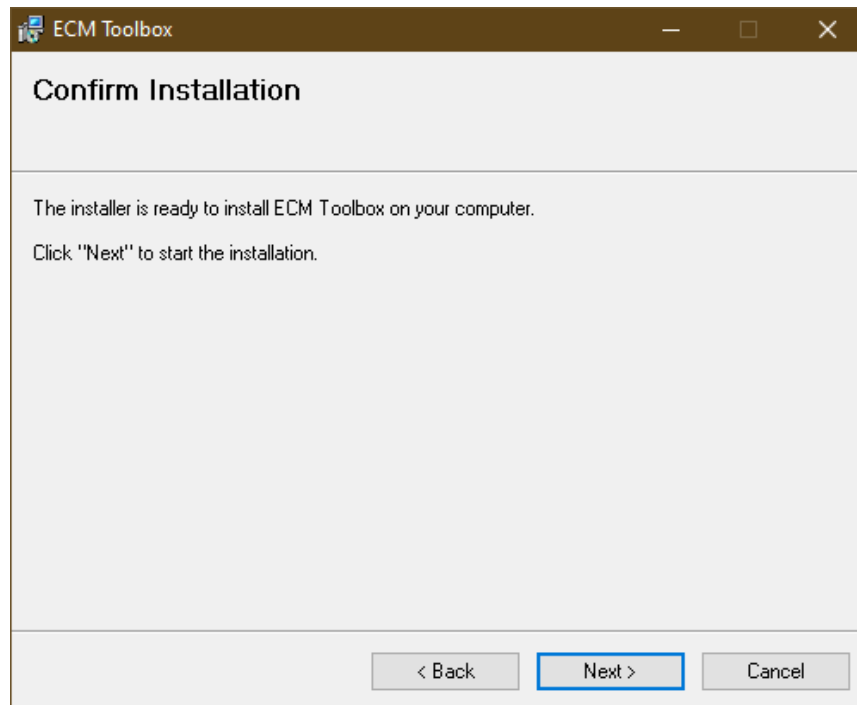 ECM Toolbox
Confirm Installation
The installer is ready to install ECM Toolbox on your computer.
Click "Next" to start the installation.
< Back
Next >
Cancel